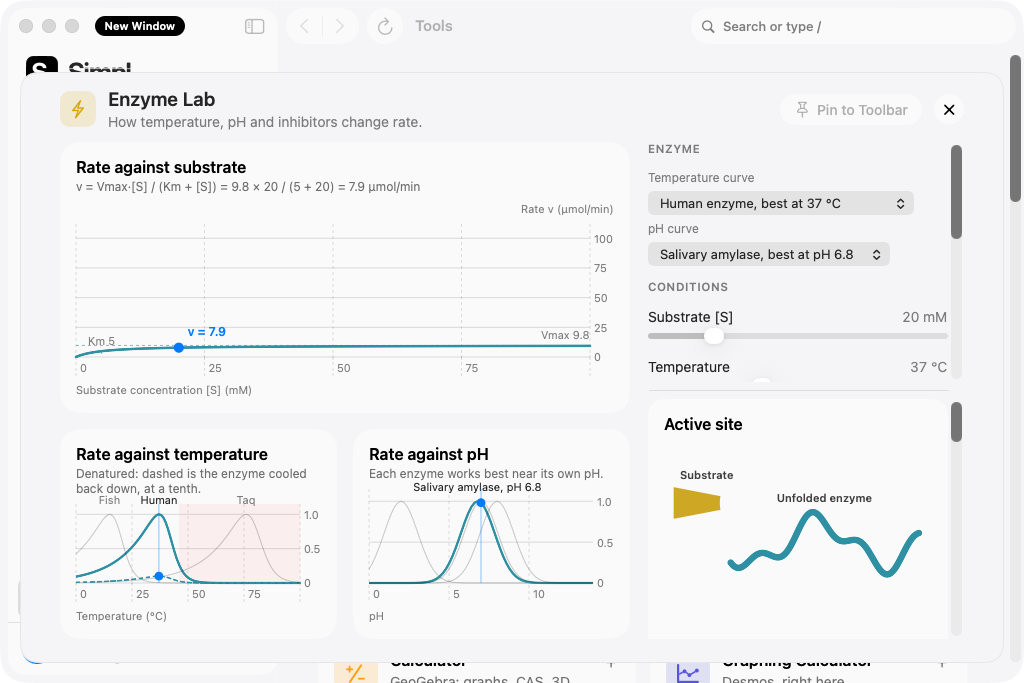 New Window
Tools
Search or type /
Enzyme Lab
How temperature, pH and inhibitors change rate.
Pin to Toolbar
Rate against substrate
v = Vmax·[S] / (Km + [S]) = 9.8 × 20 / (5 + 20) = 7.9 µmol/min
Rate v (µmol/min)
100
75
50
25
0
v = 7.9
Km 5
Vmax 9.8
0
25
50
75
Substrate concentration [S] (mM)
Rate against temperature
Denatured: dashed is the enzyme cooled
back down, at a tenth.
Fish
Human
Taq
1.0
0.5
0
0
25
50
75
Temperature (°C)
Rate against pH
Each enzyme works best near its own pH.
Salivary amylase, pH 6.8
1.0
0.5
0
0
5
10
pH
ENZYME
Temperature curve
Human enzyme, best at 37 °C
pH curve
Salivary amylase, best at pH 6.8
CONDITIONS
Substrate [S]
20 mM
Temperature
37 °C
Active site
Substrate
Unfolded enzyme
Calculator
GeoGebra: graphs, CAS, 3D
Graphing Calculator
Desmos, right here